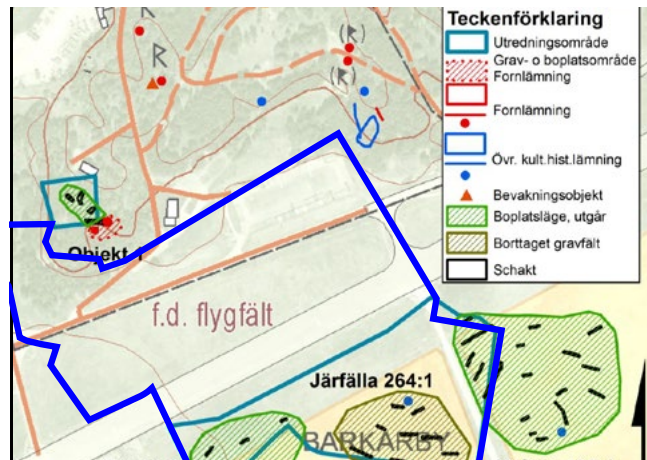 Teckenförklaring
Utredningsområde
Grav- o boplatsområde
Fornlämning
Fornlämning
Övr. kult.hist.lämning
Bevakningsobjekt
Boplatsläge, utgår
Borttaget gravfält
Schakt
R
R
(R)
(R)
Objekt 1
f.d. flygfält
Järfälla 264:1
BARKARBY